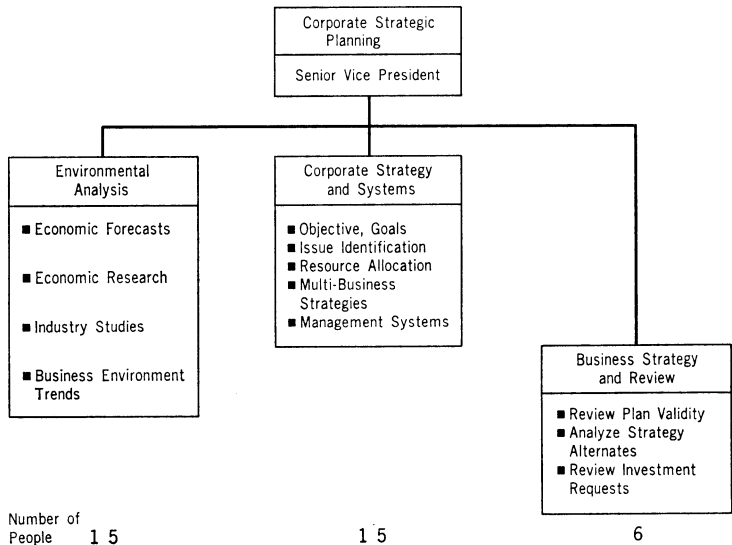 Corporate Strategic
Planning
Senior Vice President
Environmental
Analysis
■ Economic Forecasts
■ Economic Research
■ Industry Studies
■ Business Environment
Trends
Corporate Strategy
and Systems
■ Objective, Goals
■ Issue Identification
■ Resource Allocation
■ Multi-Business
Strategies
■ Management Systems
Business Strategy
and Review
■ Review Plan Validity
■ Analyze Strategy
Alternates
■ Review Investment
Requests
Number of
People 15 15 6